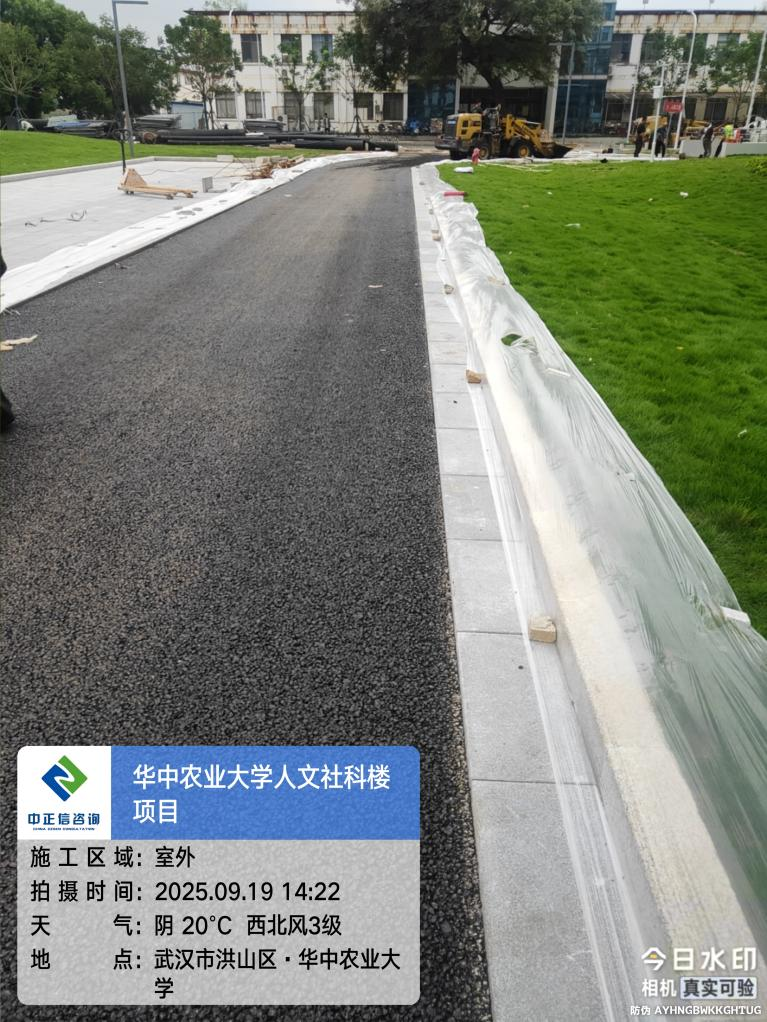 中正信咨询
华中农业大学人文社科楼
项目
施工区域：室外
拍摄时间：2025.09.19 14:22
天气：阴 20°C 西北风3级
地点：武汉市洪山区·华中农业大
学
今日水印
相机 真实可验
防伪 AYHNGBWKKGHTUG